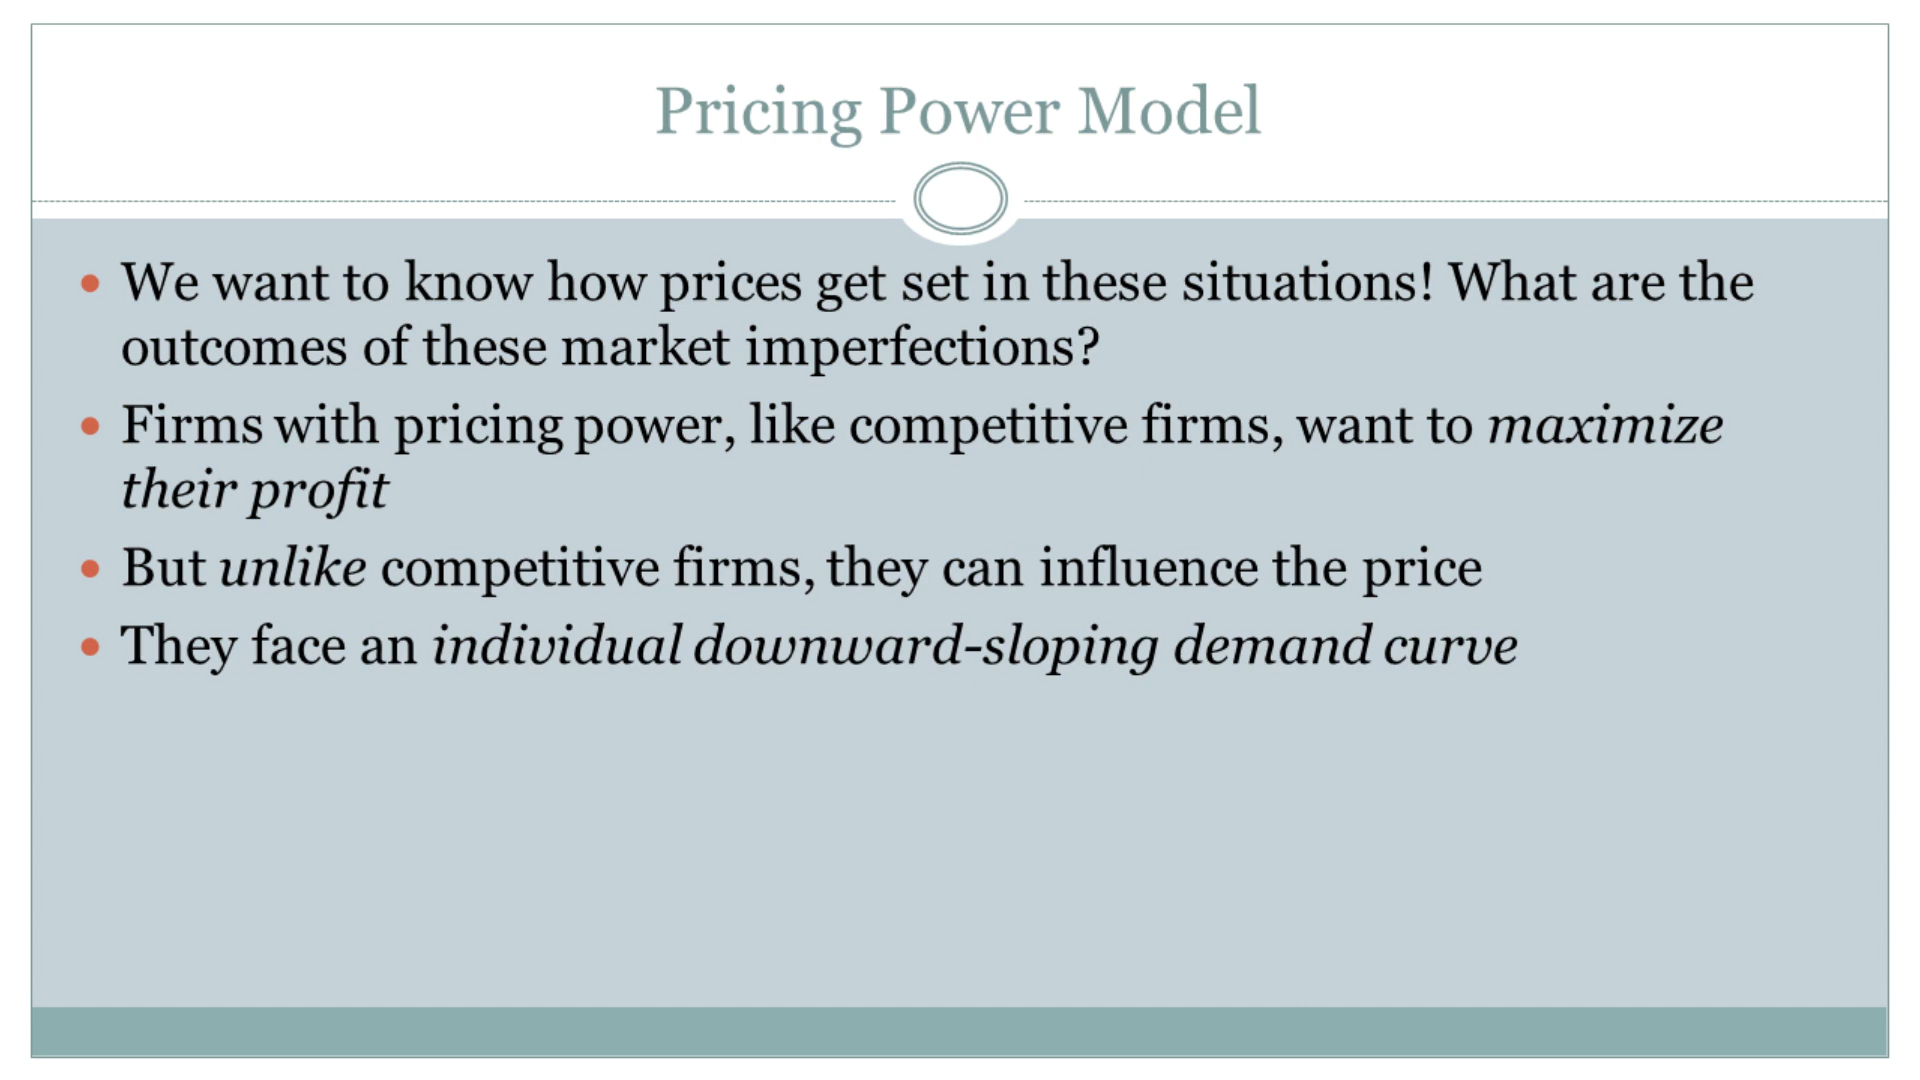 Pricing Power Model
• We want to know how prices get set in these situations! What are the
outcomes of these market imperfections?
• Firms with pricing power, like competitive firms, want to maximize
their profit
• But unlike competitive firms, they can influence the price
• They face an individual downward-sloping demand curve